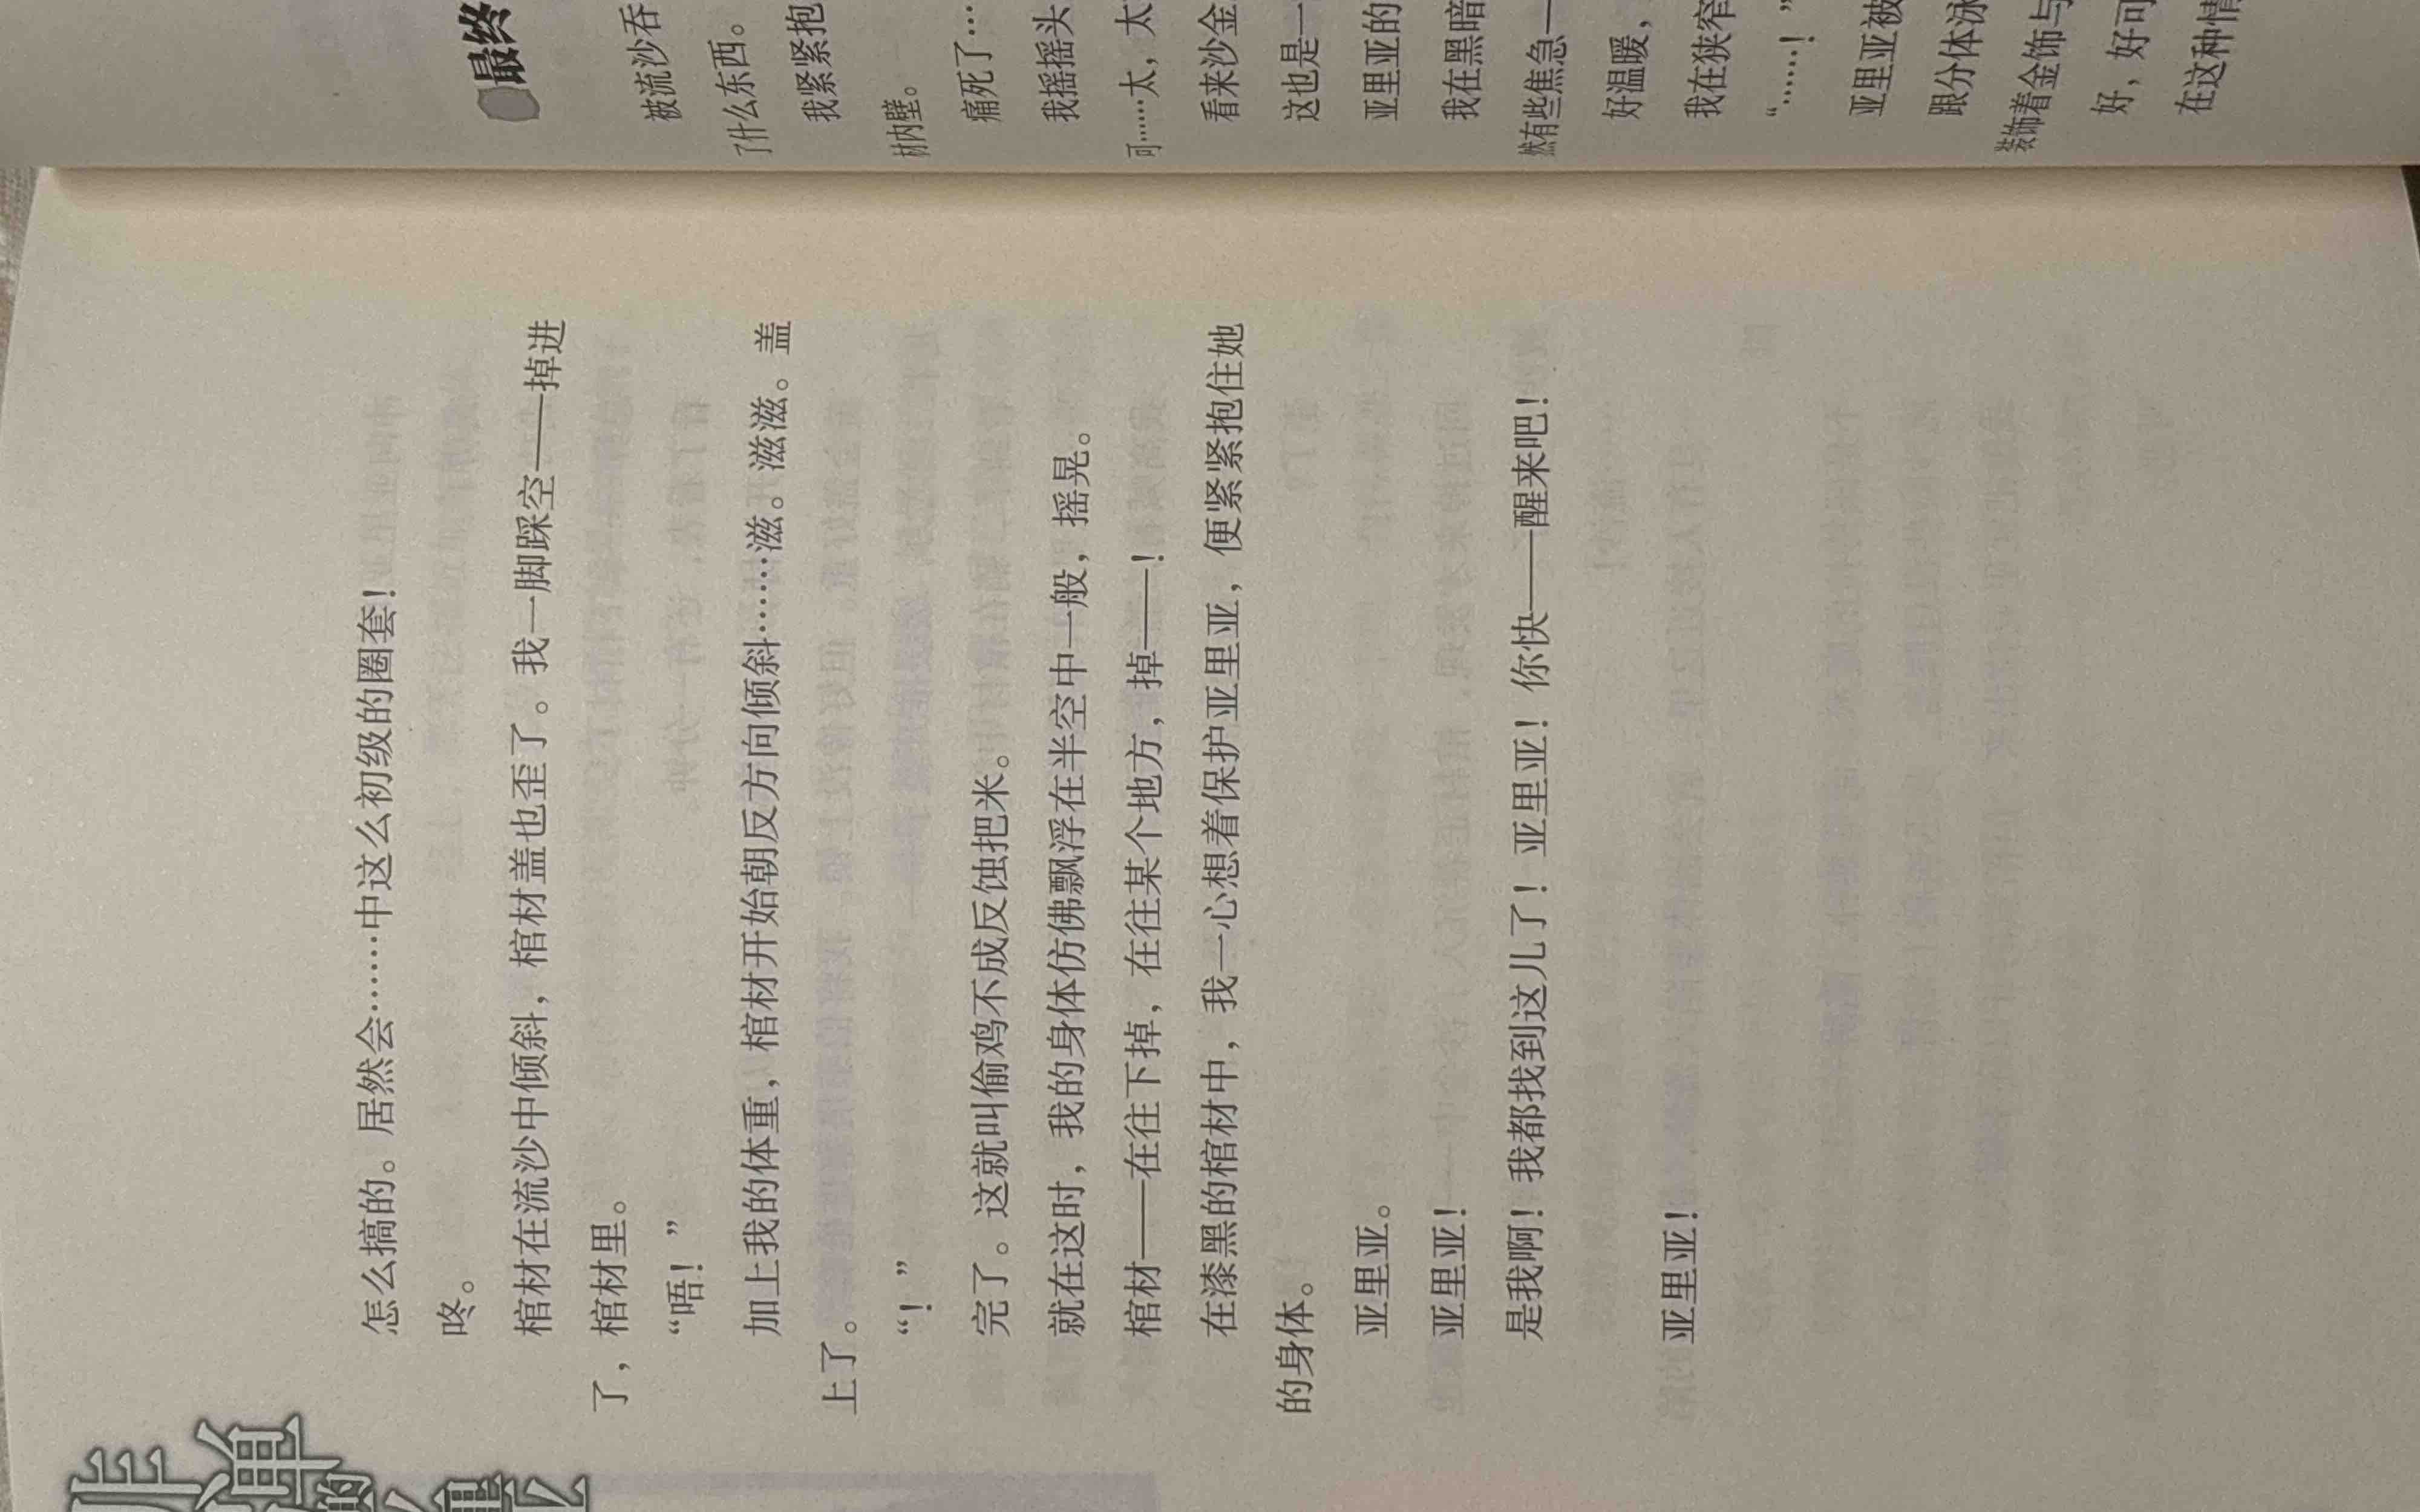 怎么搞的。居然会……中这么初级的圈套！
咚。
棺材在流沙中倾斜，棺材盖也歪了。我一脚踩空——掉进
了，棺材里。
“唔！”
加上我的体重，棺材开始朝反方向倾斜……滋。滋滋。盖
上了。
“！”
完了。这就叫偷鸡不成反蚀把米。
就在这时，我的身体仿佛飘浮在半空中一般，摇晃。
棺材——在往下掉，在往某个地方，掉——！
在漆黑的棺材中，我一心想着保护亚里亚，便紧紧抱住她
的身体。
亚里亚。
亚里亚！
是我啊！我都找到这儿了！亚里亚！你快——醒来吧！
亚里亚！
最终
被流沙吞
了什么东西。
我紧紧抱
材内壁。
痛死了…
我摇摇头
可……太，太
看来沙金
这也是一
亚里亚的
我在黑暗
然有些焦急—
好温暖，
我在狭窄
“……！”
亚里亚被
跟分体泳
装饰着金饰与
好，好可
在这种情